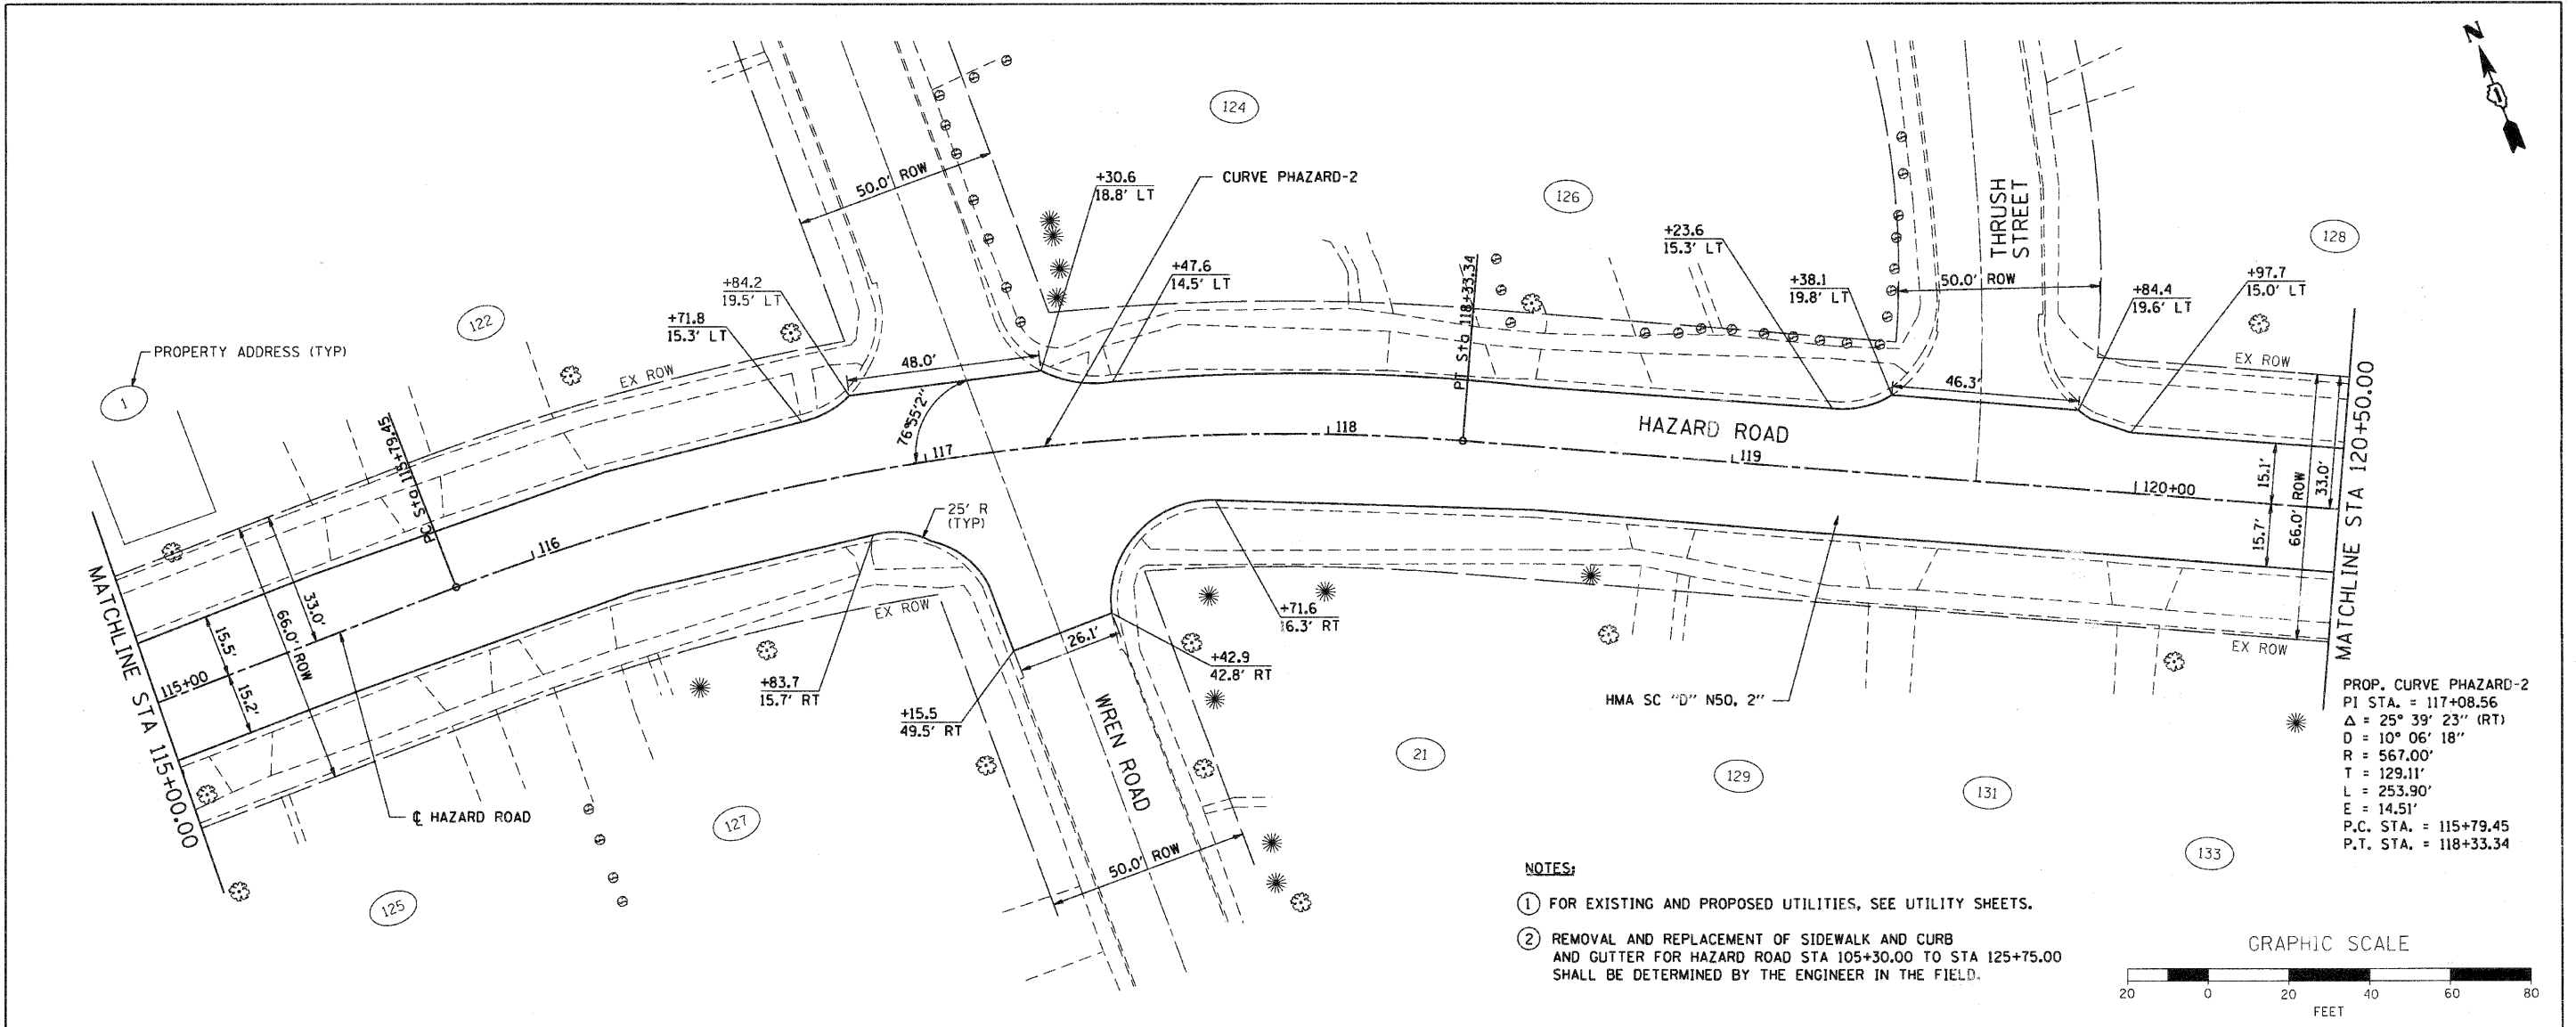 N
124
50.0' ROW
+30.6
18.8' LT
CURVE PHAZARD-2
126
+23.6
15.3' LT
THRUSH
STREET
128
+84.2
19.5' LT
+47.6
14.5' LT
PT Sta 118+33.34
+38.1
19.8' LT
50.0' ROW
+97.7
15.0' LT
+84.4
19.6' LT
122
+71.8
15.3' LT
PROPERTY ADDRESS (TYP)
1
EX ROW
48.0'
46.3'
EX ROW
PC Sta 115+79.45
76°55'2"
117
118
HAZARD ROAD
119
120+00
15.1'
33.0'
66.0' ROW
15.7'
MATCHLINE STA 120+50.00
25' R
(TYP)
116
MATCHLINE STA 115+00.00
33.0'
66.0' ROW
15.5'
115+00
15.2'
EX ROW
+71.6
16.3' RT
26.1'
+42.9
42.8' RT
EX ROW
+83.7
15.7' RT
+15.5
49.5' RT
WREN ROAD
HMA SC "D" N50, 2"
21
129
131
133
℄ HAZARD ROAD
127
125
50.0' ROW
PROP. CURVE PHAZARD-2
PI STA. = 117+08.56
Δ = 25° 39' 23" (RT)
D = 10° 06' 18"
R = 567.00'
T = 129.11'
L = 253.90'
E = 14.51'
P.C. STA. = 115+79.45
P.T. STA. = 118+33.34
NOTES:
1 FOR EXISTING AND PROPOSED UTILITIES, SEE UTILITY SHEETS.
2 REMOVAL AND REPLACEMENT OF SIDEWALK AND CURB
AND GUTTER FOR HAZARD ROAD STA 105+30.00 TO STA 125+75.00
SHALL BE DETERMINED BY THE ENGINEER IN THE FIELD.
GRAPHIC SCALE
20 0 20 40 60 80
FEET